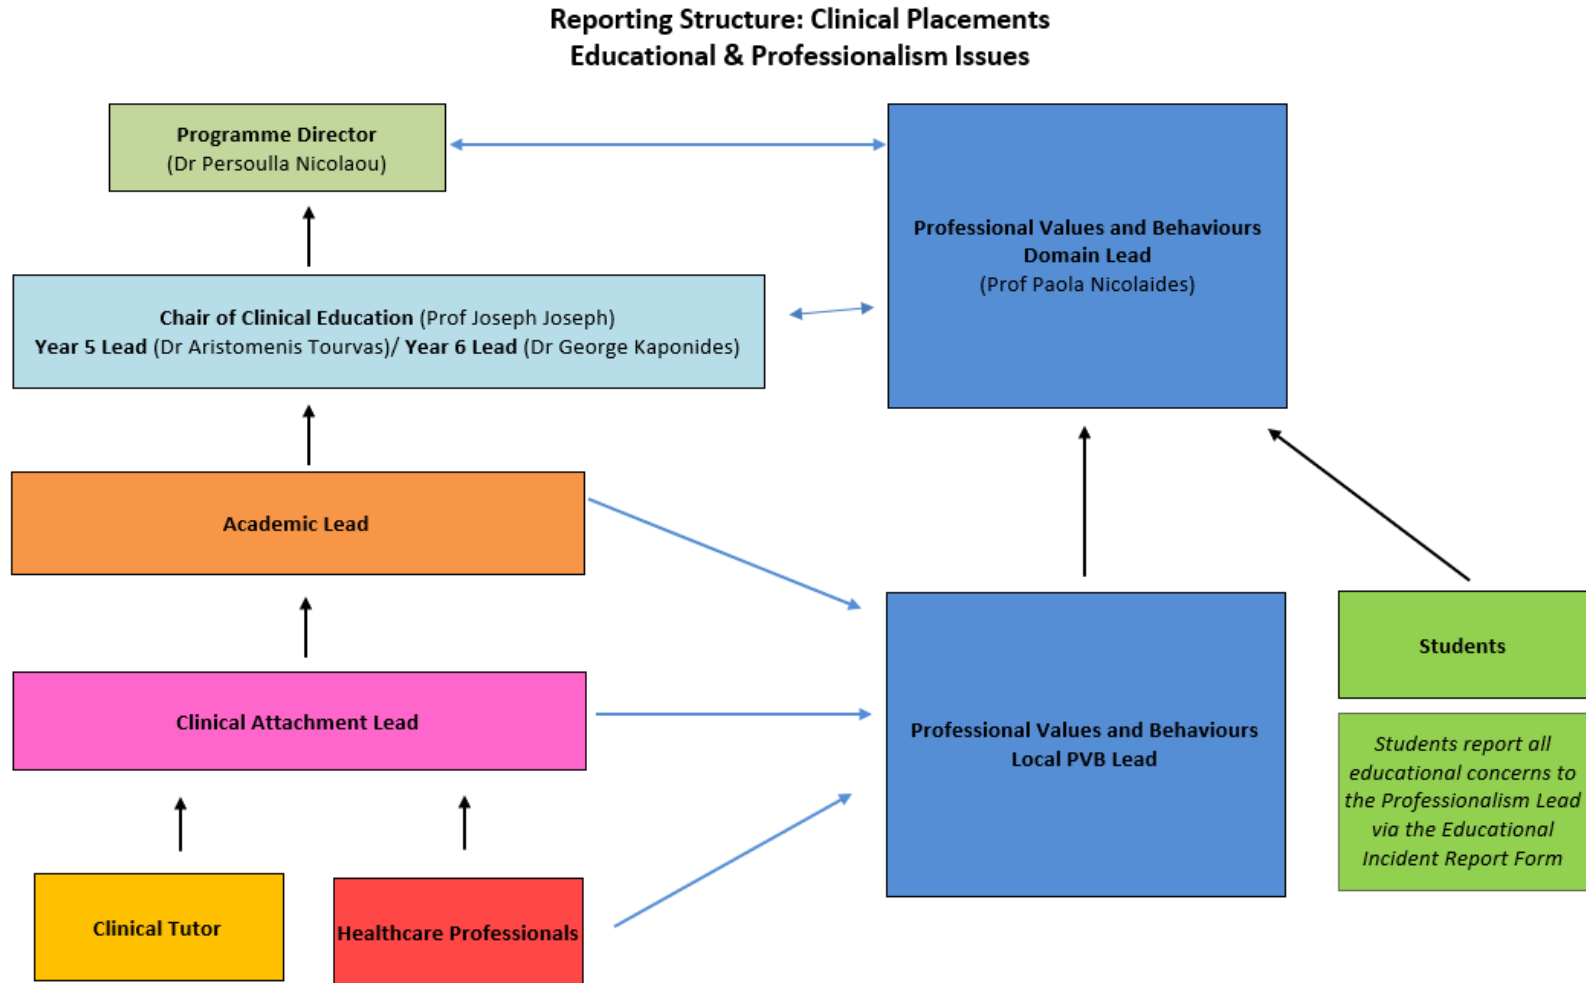 Reporting Structure: Clinical Placements
Educational & Professionalism Issues
Programme Director
(Dr Persoulla Nicolaou)
Professional Values and Behaviours
Domain Lead
(Prof Paola Nicolaides)
Chair of Clinical Education (Prof Joseph Joseph)
Year 5 Lead (Dr Aristomenis Tourvas)/ Year 6 Lead (Dr George Kaponides)
Academic Lead
Clinical Attachment Lead
Professional Values and Behaviours
Local PVB Lead
Students
Students report all
educational concerns to
the Professionalism Lead
via the Educational
Incident Report Form
Clinical Tutor
Healthcare Professionals